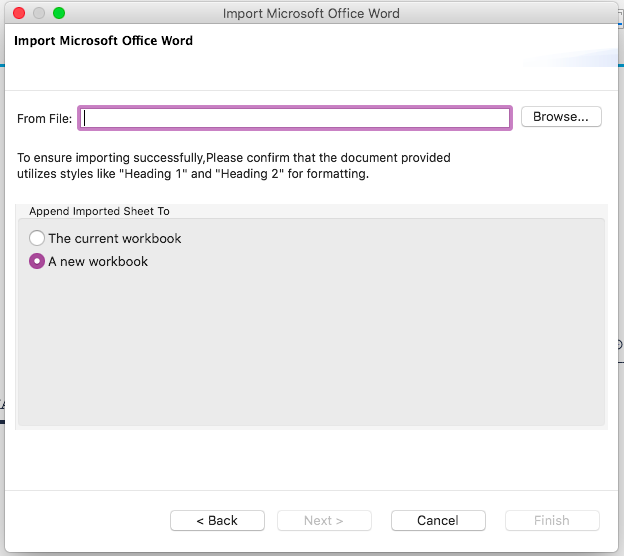 Import Microsoft Office Word
Import Microsoft Office Word
From File:
Browse...
To ensure importing successfully,Please confirm that the document provided
utilizes styles like "Heading 1" and "Heading 2" for formatting.
Append Imported Sheet To
The current workbook
A new workbook
< Back
Next >
Cancel
Finish